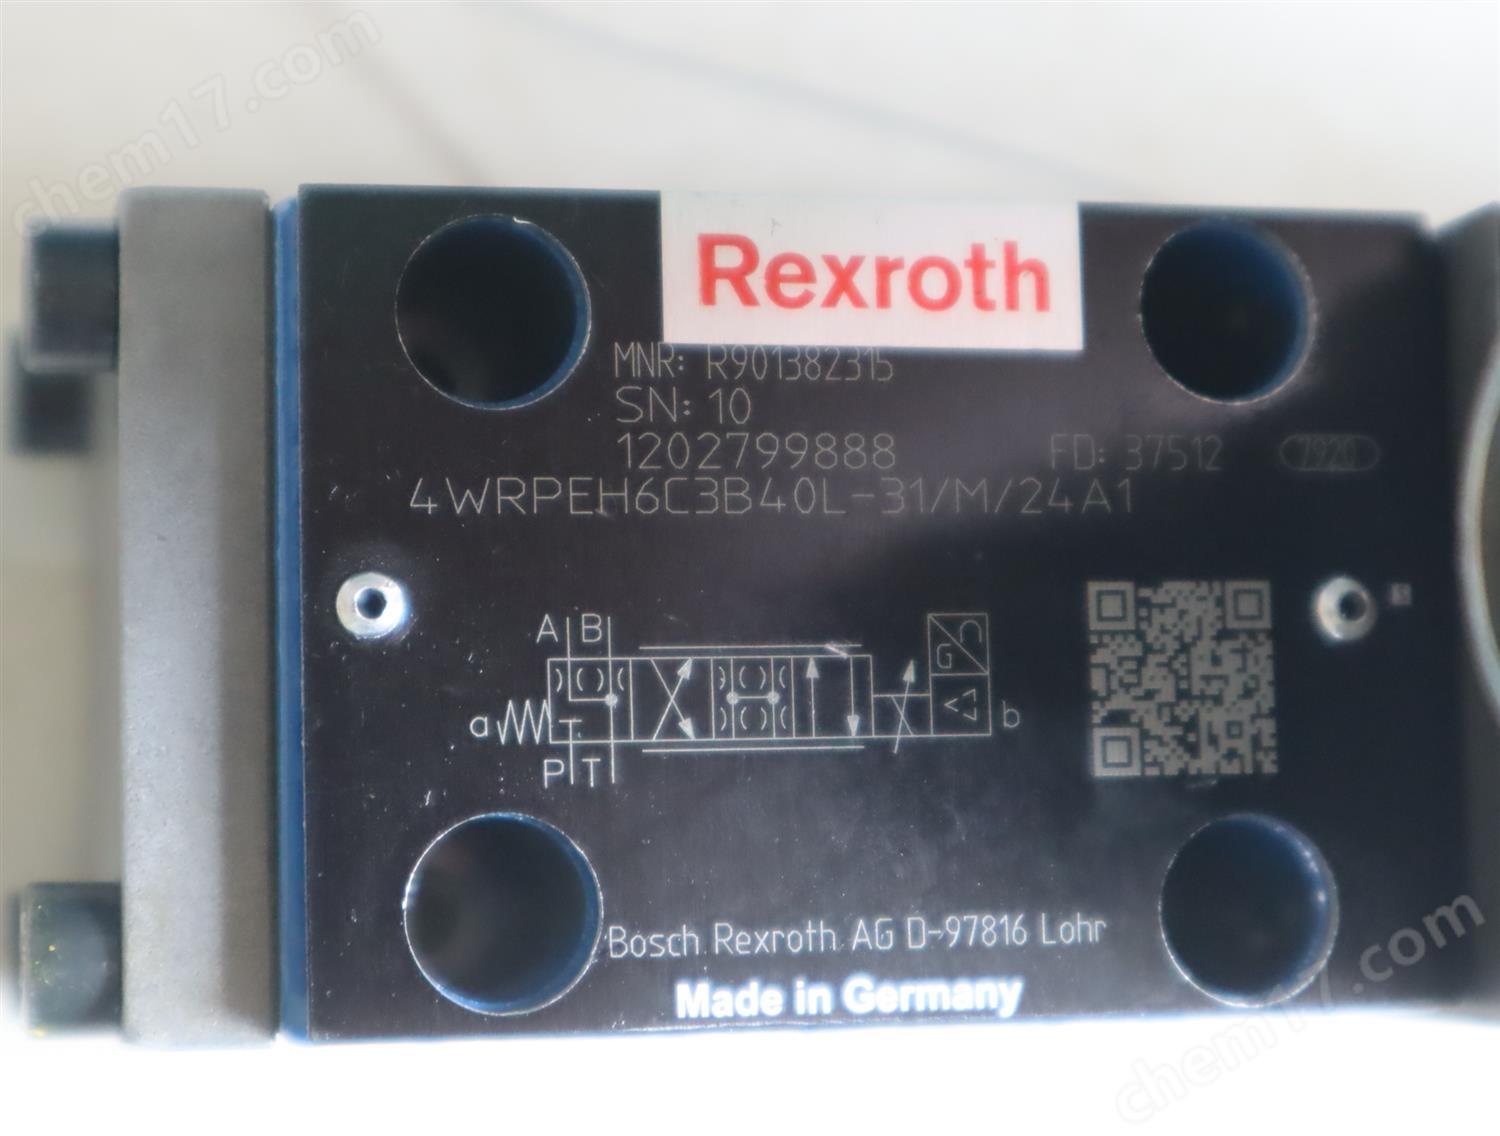 chem17.com
Rexroth
MNR: R901382315
SN: 10
1202799888 FD: 37512 7920
4WRPEH6C3B40L-31/M/24A1
A B
a b
P T
G
Bosch Rexroth AG D-97816 Lohr
Made in Germany
chem17.com